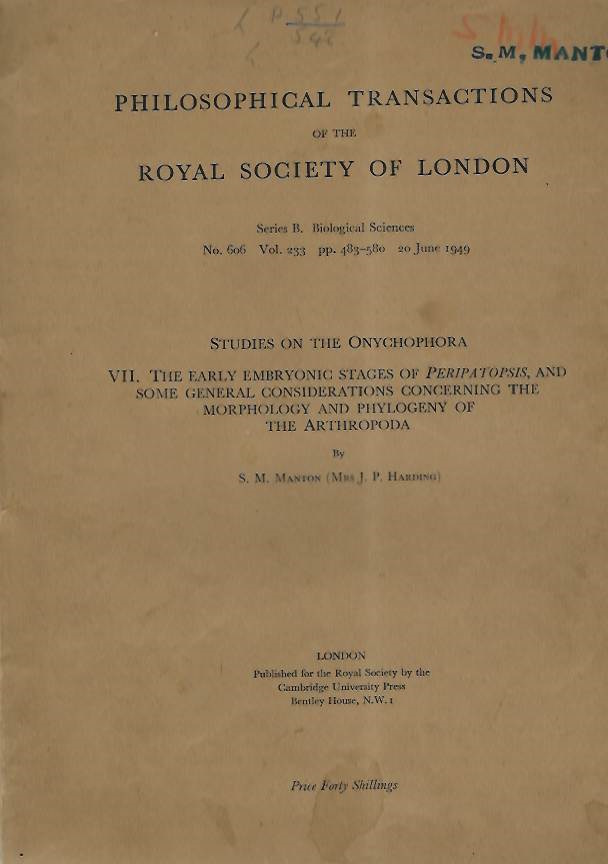 P 551
542
S. M. MANTO
PHILOSOPHICAL TRANSACTIONS
OF THE
ROYAL SOCIETY OF LONDON
Series B. Biological Sciences
No. 606 Vol. 233 pp. 483–580 20 June 1949
STUDIES ON THE ONYCHOPHORA
VII. THE EARLY EMBRYONIC STAGES OF PERIPATOPSIS, AND
SOME GENERAL CONSIDERATIONS CONCERNING THE
MORPHOLOGY AND PHYLOGENY OF
THE ARTHROPODA
By
S. M. MANTON (MRS J. P. HARDING)
LONDON
Published for the Royal Society by the
Cambridge University Press
Bentley House, N.W. 1
Price Forty Shillings